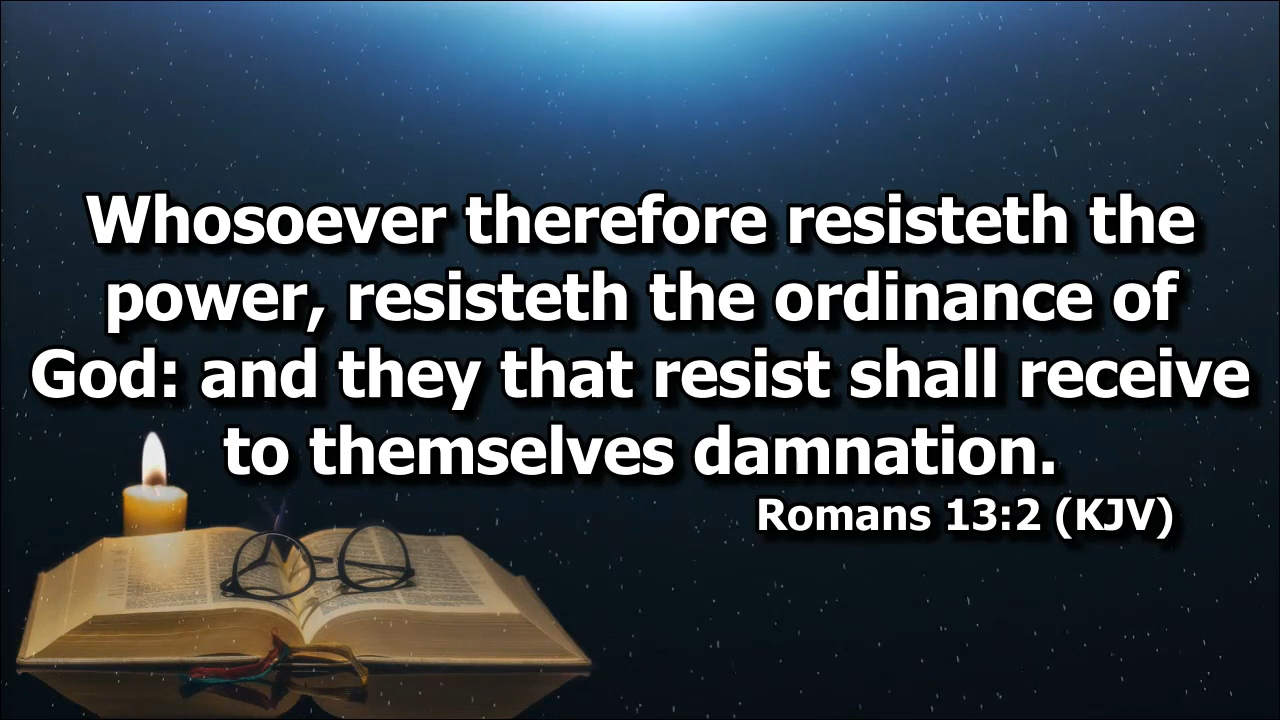 Whosoever therefore resisteth the
power, resisteth the ordinance of
God: and they that resist shall receive
to themselves damnation.
Romans 13:2 (KJV)